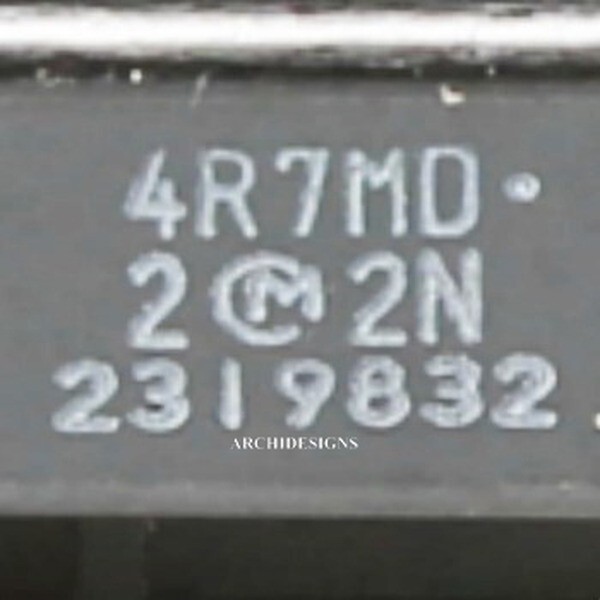 4R7MD·
2 M 2N
2319832
ARCHIDESIGNS